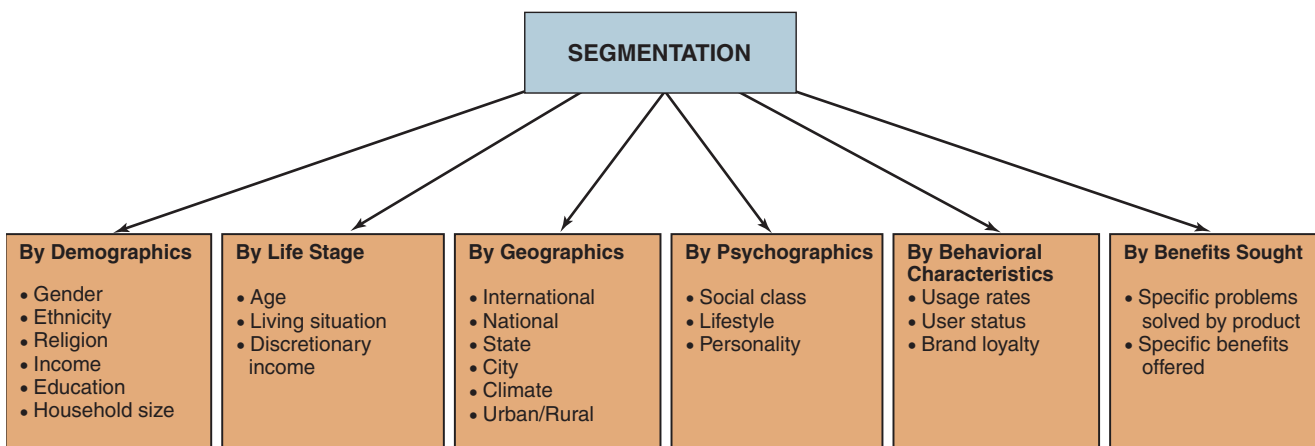 SEGMENTATION
By Demographics
• Gender
• Ethnicity
• Religion
• Income
• Education
• Household size
By Life Stage
• Age
• Living situation
• Discretionary
income
By Geographics
• International
• National
• State
• City
• Climate
• Urban/Rural
By Psychographics
• Social class
• Lifestyle
• Personality
By Behavioral
Characteristics
• Usage rates
• User status
• Brand loyalty
By Benefits Sought
• Specific problems
solved by product
• Specific benefits
offered